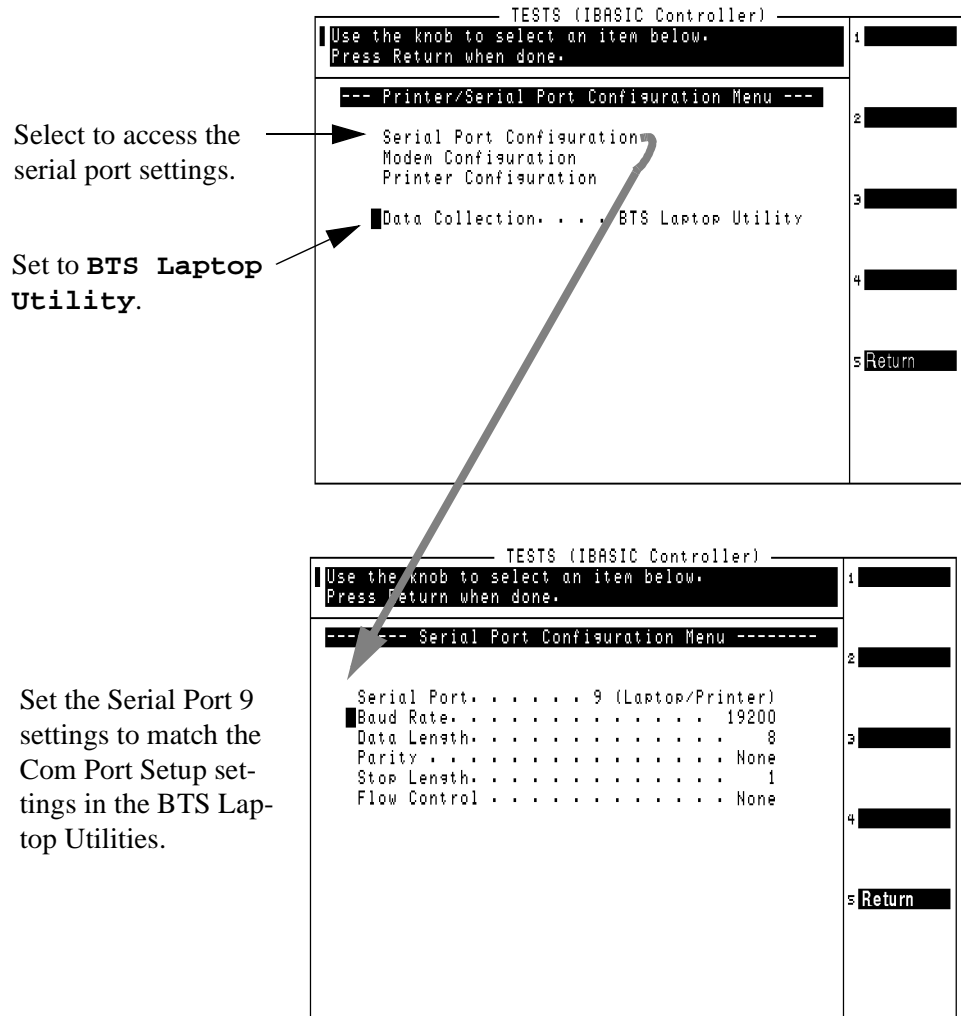 TESTS (IBASIC Controller)
Use the knob to select an item below.
Press Return when done.
1
--- Printer/Serial Port Configuration Menu ---
2
Select to access the
serial port settings.
Serial Port Configuration
Modem Configuration
Printer Configuration
3
Data Collection. . . . BTS Laptop Utility
Set to BTS Laptop
Utility.
4
5 Return
TESTS (IBASIC Controller)
Use the knob to select an item below.
Press Return when done.
1
-------- Serial Port Configuration Menu --------
2
Set the Serial Port 9
settings to match the
Com Port Setup set-
tings in the BTS Lap-
top Utilities.
Serial Port. . . . . . 9 (Laptop/Printer)
Baud Rate. . . . . . . . . . . . . 19200
Data Length. . . . . . . . . . . . . 8
3
Parity . . . . . . . . . . . . . . . None
Stop Length. . . . . . . . . . . . . 1
Flow Control . . . . . . . . . . . . None
4
5 Return